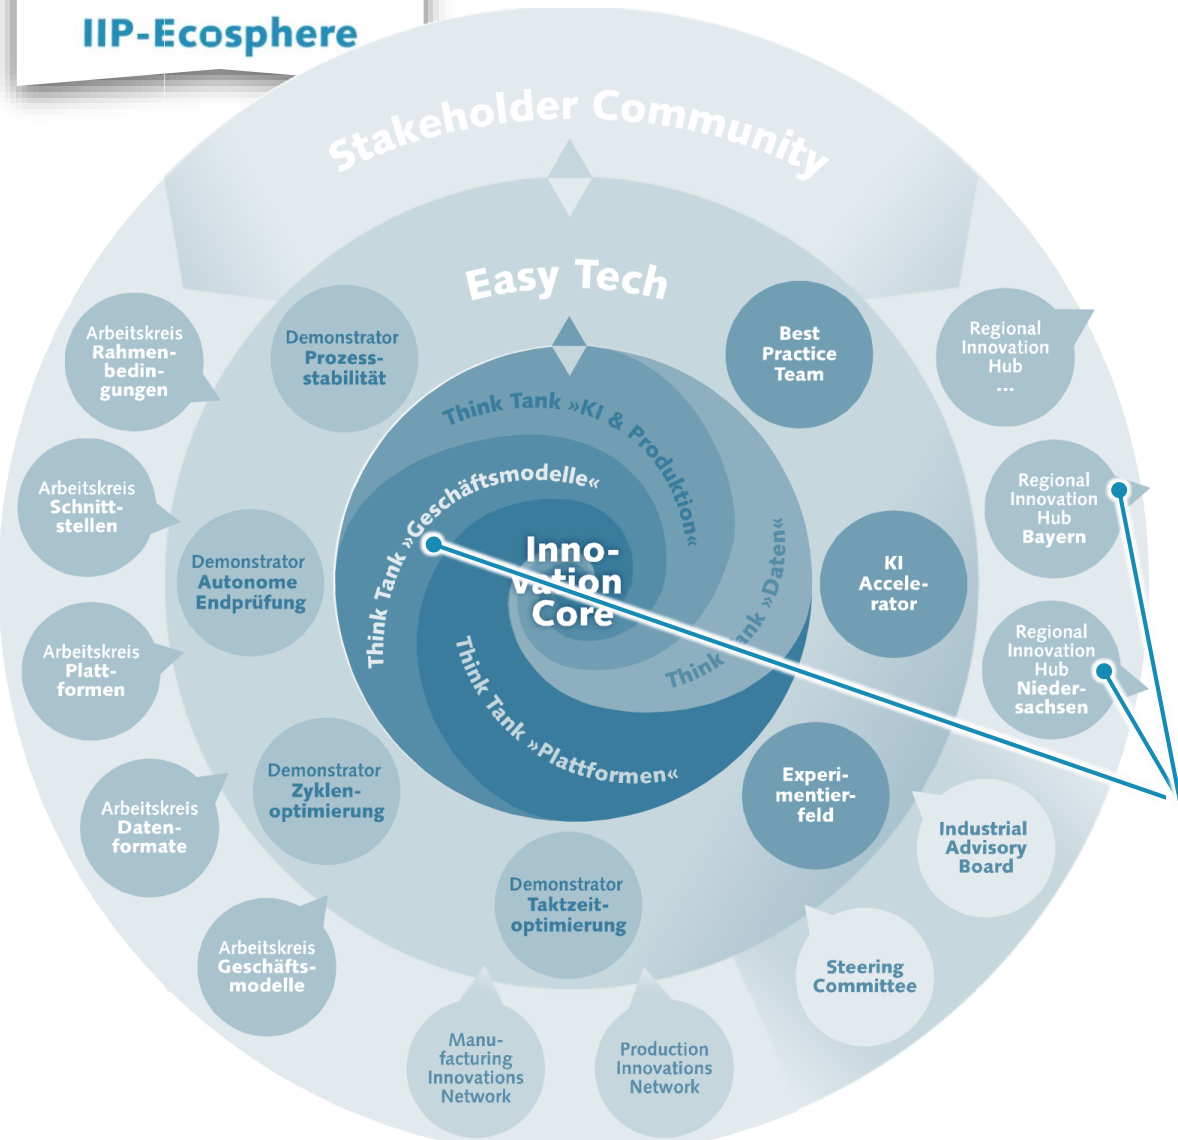 IIP-Ecosphere
Stakeholder Community
Easy Tech
Think Tank »KI & Produktion«
Think Tank »Geschäftsmodelle«
Think Tank »Daten«
Think Tank »Plattformen«
Inno-
vation
Core
Demonstrator
Prozess-
stabilität
Demonstrator
Autonome
Endprüfung
Demonstrator
Zyklen-
optimierung
Demonstrator
Taktzeit-
optimierung
Best
Practice
Team
KI
Accele-
rator
Experi-
mentier-
feld
Arbeitskreis
Rahmen-
bedin-
gungen
Arbeitskreis
Schnitt-
stellen
Arbeitskreis
Platt-
formen
Arbeitskreis
Daten-
formate
Arbeitskreis
Geschäfts-
modelle
Manu-
facturing
Innovations
Network
Production
Innovations
Network
Steering
Committee
Industrial
Advisory
Board
Regional
Innovation
Hub
Nieder-
sachsen
Regional
Innovation
Hub
Bayern
Regional
Innovation
Hub
...